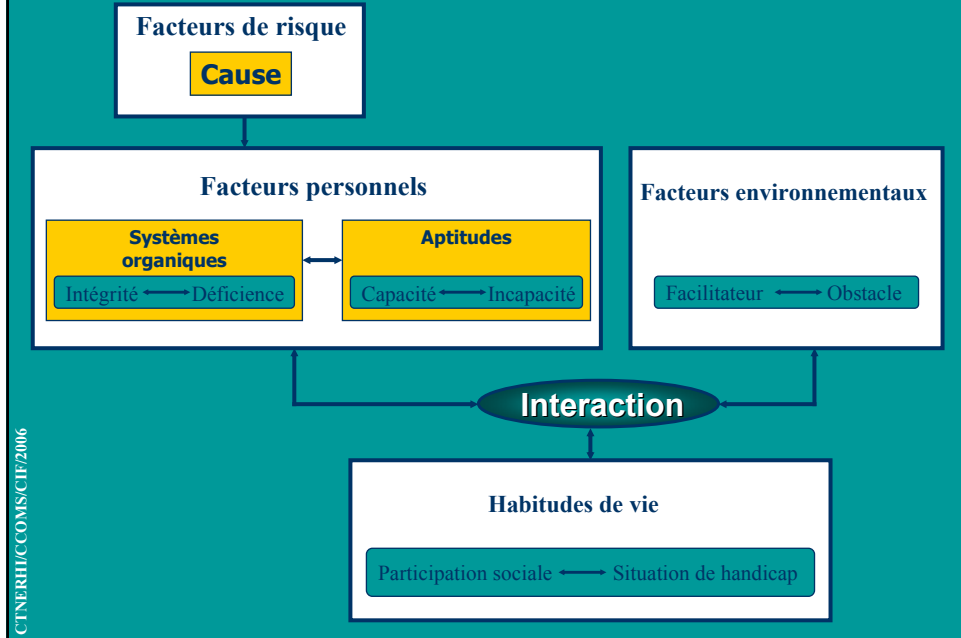 Facteurs de risque
Cause
Facteurs personnels
Systèmes
organiques
Intégrité Déficience
Aptitudes
Capacité Incapacité
Facteurs environnementaux
Facilitateur Obstacle
Interaction
Habitudes de vie
Participation sociale Situation de handicap
CTNERHI/CCOMS/CIF/2006